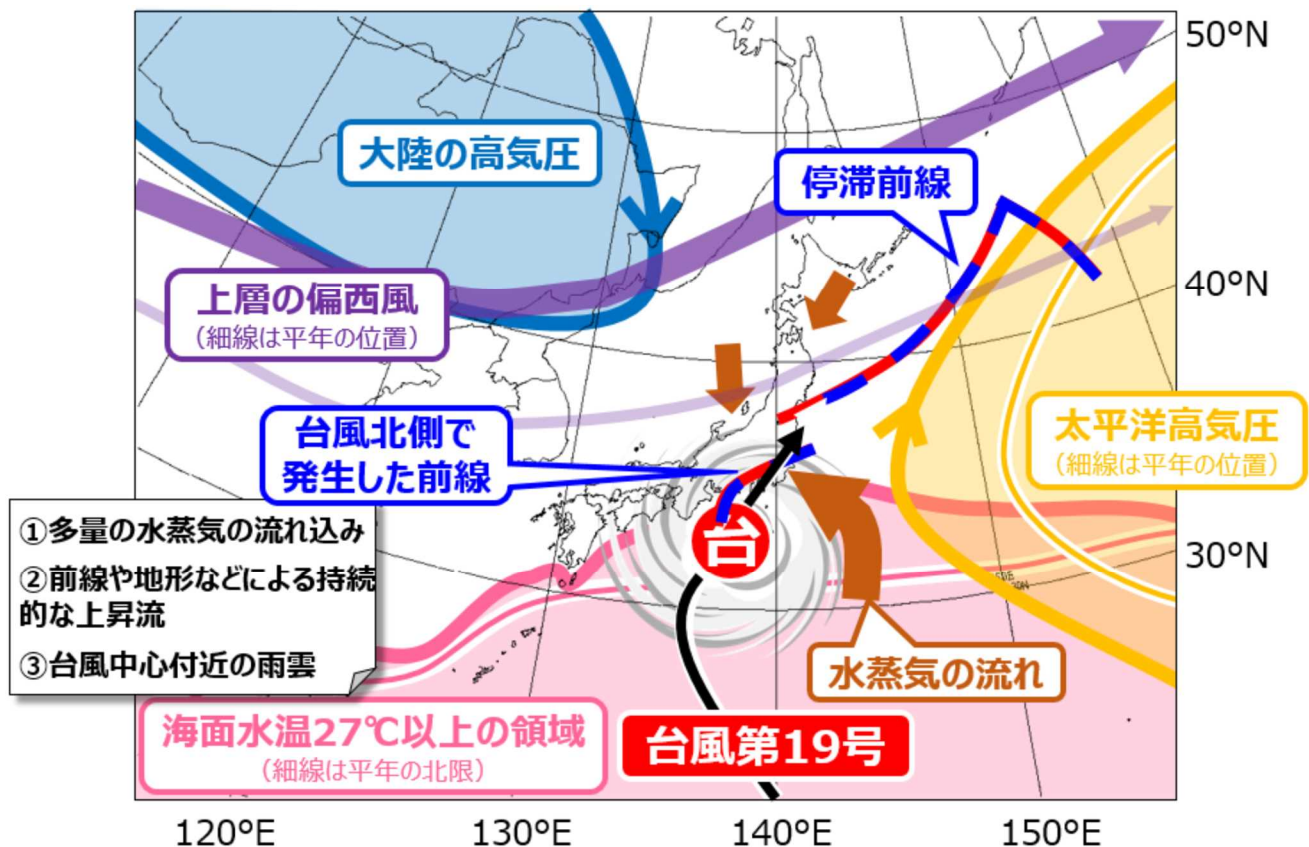 50°N
大陸の高気圧
停滞前線
40°N
上層の偏西風
（細線は平年の位置）
台風北側で
発生した前線
太平洋高気圧
（細線は平年の位置）
①多量の水蒸気の流れ込み
②前線や地形などによる持続
的な上昇流
③台風中心付近の雨雲
台
30°N
水蒸気の流れ
海面水温27℃以上の領域
（細線は平年の北限）
台風第19号
120°E
130°E
140°E
150°E